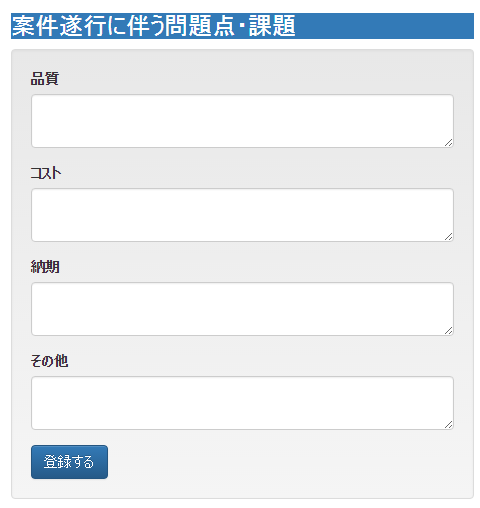 案件遂行に伴う問題点・課題
品質
コスト
納期
その他
登録する